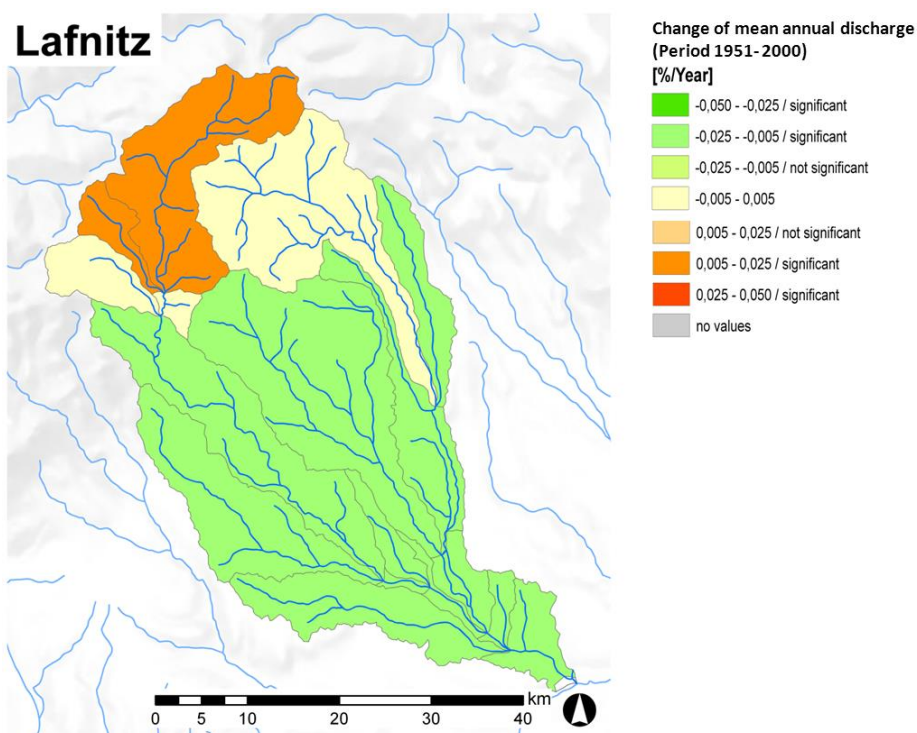 Lafnitz
Change of mean annual discharge
(Period 1951-2000)
[%/Year]
-0,050 - -0,025 / significant
-0,025 - -0,005 / significant
-0,025 - -0,005 / not significant
-0,005 - 0,005
0,005 - 0,025 / not significant
0,005 - 0,025 / significant
0,025 - 0,050 / significant
no values
km
0 5 10 20 30 40